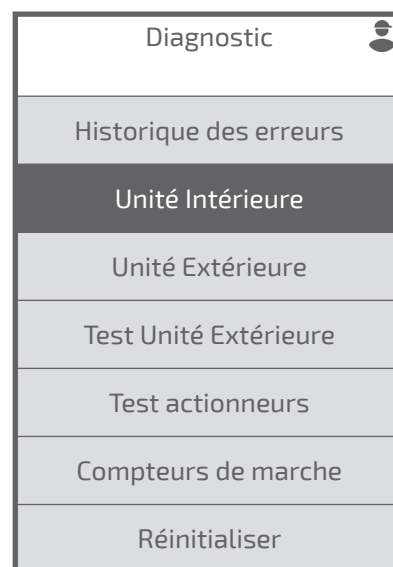 Diagnostic
Historique des erreurs
Unité Intérieure
Unité Extérieure
Test Unité Extérieure
Test actionneurs
Compteurs de marche
Réinitialiser